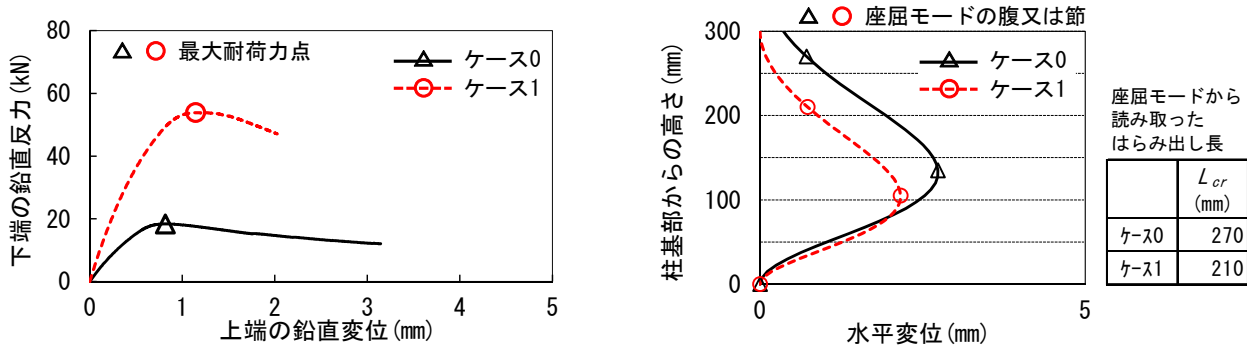 80
60
40
20
0
下端の鉛直反力(kN)
0 1 2 3 4 5
上端の鉛直変位(mm)
最大耐荷力点
ケース0
ケース1
座屈モードの腹又は節
300
200
100
0
柱基部からの高さ(mm)
0 5
水平変位(mm)
ケース0
ケース1
座屈モードから
読み取った
はらみ出し長
Lcr
(mm)
ｹｰｽ0 270
ｹｰｽ1 210